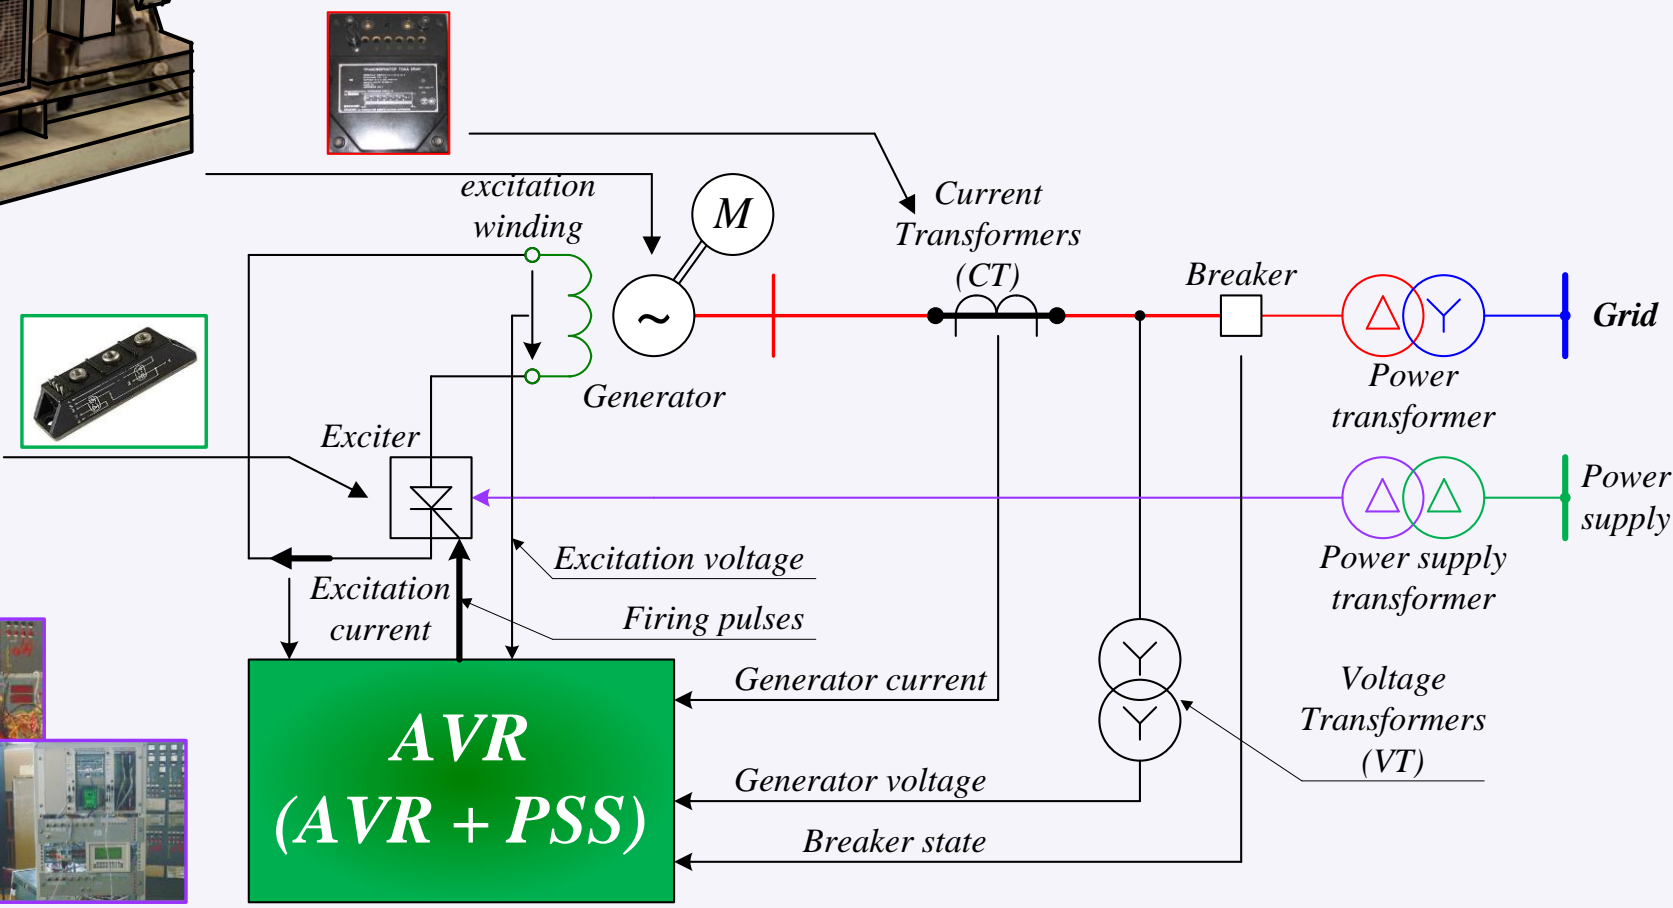 excitation
winding
M
Current
Transformers
(CT)
Breaker
~
Grid
Generator
Power
transformer
Exciter
Power
supply
Excitation voltage
Power supply
transformer
Excitation
current
Firing pulses
Generator current
Voltage
Transformers
(VT)
AVR
(AVR + PSS)
Generator voltage
Breaker state